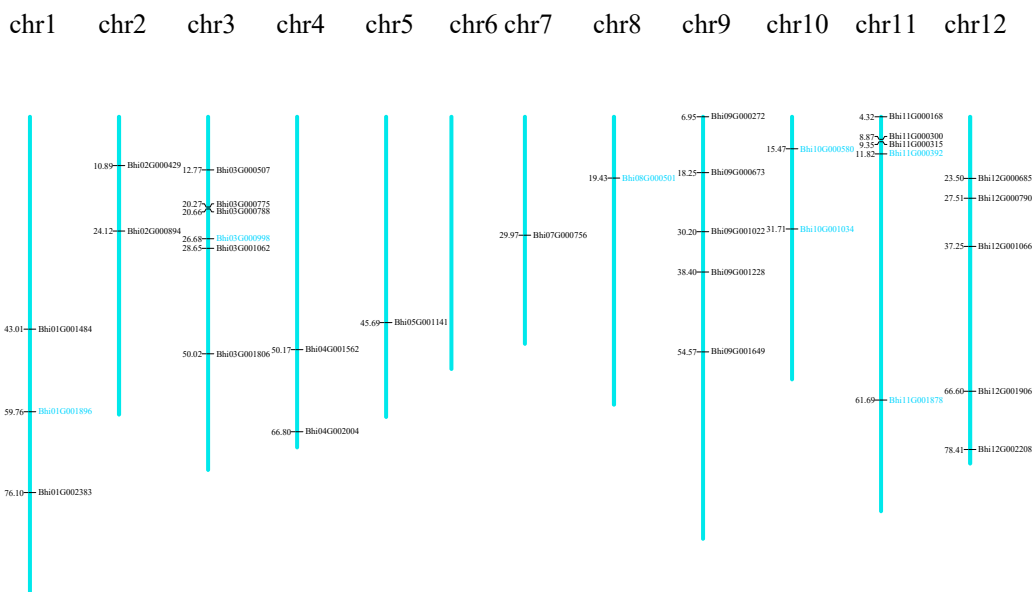 chr1 chr2 chr3 chr4 chr5 chr6 chr7 chr8 chr9 chr10 chr11 chr12
43.01 Bhi01G001484
59.76 Bhi01G001896
76.10 Bhi01G002383
10.89 Bhi02G000429
24.12 Bhi02G000894
12.77 Bhi03G000507
20.27 Bhi03G000775
20.66 Bhi03G000788
26.68 Bhi03G000998
28.65 Bhi03G001062
50.02 Bhi03G001806
50.17 Bhi04G001562
66.80 Bhi04G002004
45.69 Bhi05G001141
29.97 Bhi07G000756
19.43 Bhi08G000501
6.95 Bhi09G000272
18.25 Bhi09G000673
30.20 Bhi09G001022
38.40 Bhi09G001228
54.57 Bhi09G001649
15.47 Bhi10G000580
31.71 Bhi10G001034
4.32 Bhi11G000168
8.87 Bhi11G000300
9.35 Bhi11G000315
11.82 Bhi11G000392
61.69 Bhi11G001878
23.50 Bhi12G000685
27.51 Bhi12G000790
37.25 Bhi12G001066
66.60 Bhi12G001906
78.41 Bhi12G002208